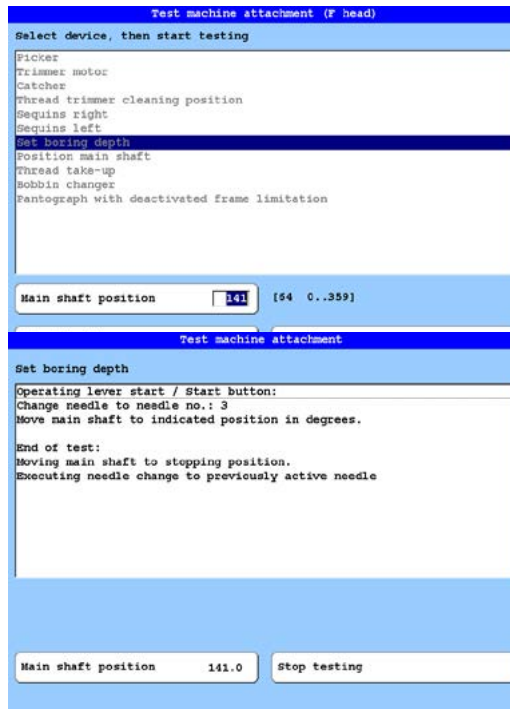 Test machine attachment (F head)
Select device, then start testing
Picker
Trimmer motor
Catcher
Thread trimmer cleaning position
Sequins right
Sequins left
Set boring depth
Position main shaft
Thread take-up
Bobbin changer
Pantograph with deactivated frame limitation
Main shaft position 141 [54 0..359]
Test machine attachment
Set boring depth
Operating lever start / Start button:
Change needle to needle no.: 3
Move main shaft to indicated position in degrees.
End of test:
Moving main shaft to stopping position.
Executing needle change to previously active needle
Main shaft position 141.0 Stop testing